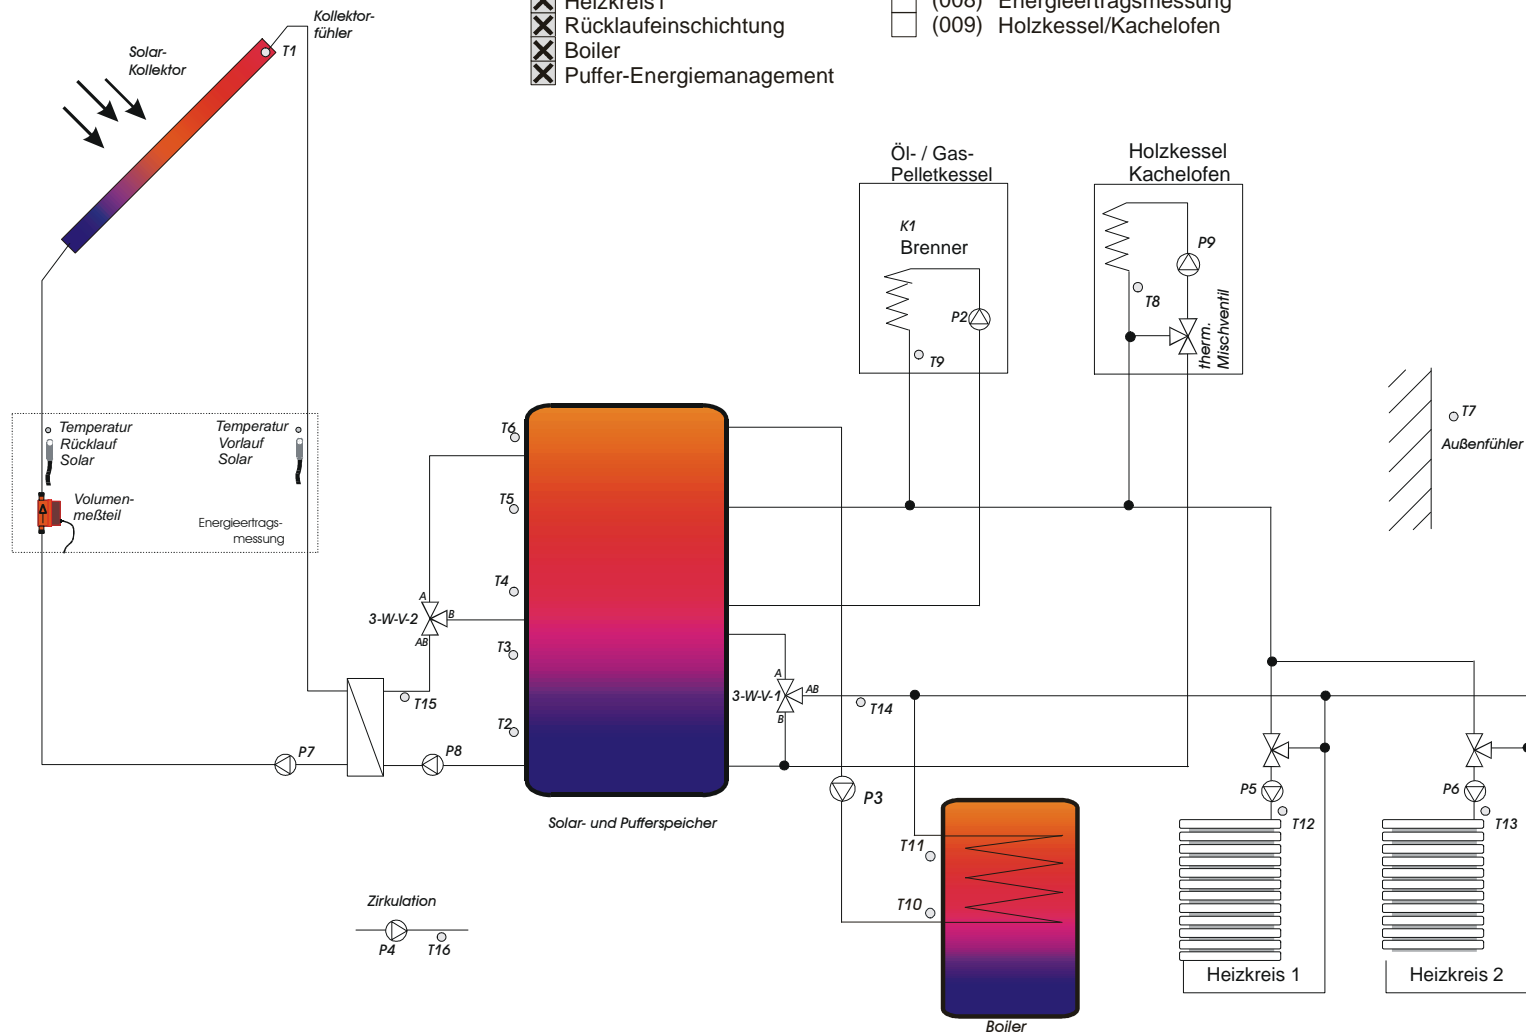 Heizkreis1
Rücklaufeinschichtung
Boiler
Puffer-Energiemanagement
(008) Energieertragsmessung
(009) Holzkessel/Kachelofen
Kollektor-
fühler
T1
Solar-
Kollektor
Öl- / Gas-
Pelletkessel
K1
Brenner
P2
T9
Holzkessel
Kachelofen
P9
T8
therm.
Mischventil
T7
Außenfühler
Temperatur
Rücklauf
Solar
Temperatur
Vorlauf
Solar
Volumen-
meßteil
Energieertrags-
messung
T6
T5
T4
T3
T2
A
3-W-V-2
B
AB
T15
P7
P8
A
3-W-V-1
AB
B
T14
P3
Solar- und Pufferspeicher
T11
T10
Boiler
P5
T12
Heizkreis 1
P6
T13
Heizkreis 2
Zirkulation
P4
T16